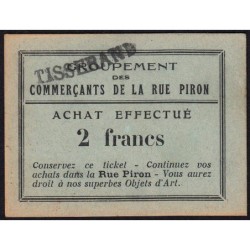 TISSERAND
GROUPEMENT
DES
COMMERÇANTS DE LA RUE PIRON
ACHAT EFFECTUÉ
2 francs
Conservez ce ticket - Continuez vos
achats dans la Rue Piron - Vous aurez
droit à nos superbes Objets d'Art.